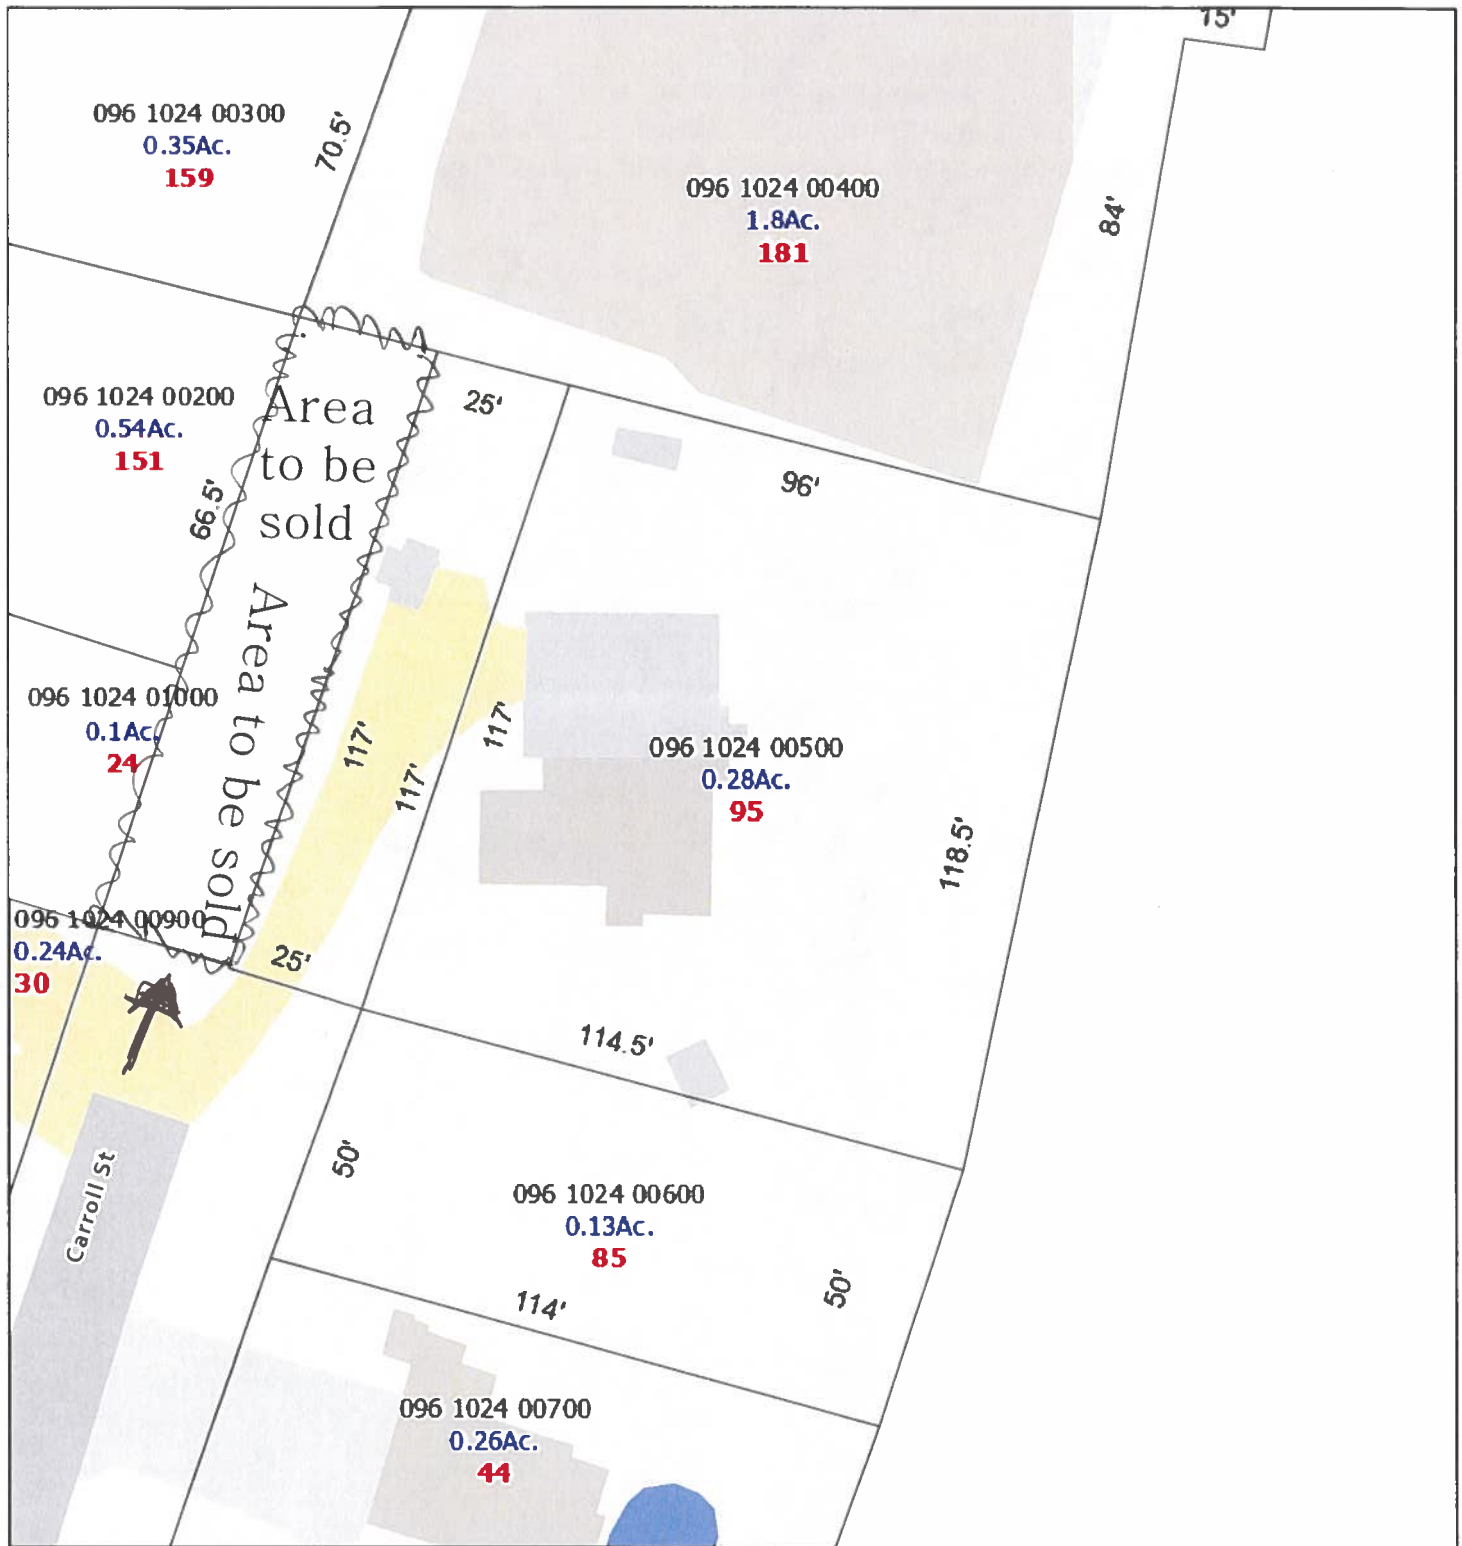 15'
096 1024 00300
0.35Ac.
159
70.5'
096 1024 00400
1.8Ac.
181
84'
096 1024 00200
0.54Ac.
151
66.5'
Area
to be
sold
25'
96'
Area to be sold
096 1024 01000
0.1Ac.
24
117'
117'
117'
096 1024 00500
0.28Ac.
95
118.5'
096 1024 00900
0.24Ac.
30
25'
114.5'
50'
Carroll St
096 1024 00600
0.13Ac.
85
50'
114'
096 1024 00700
0.26Ac.
44